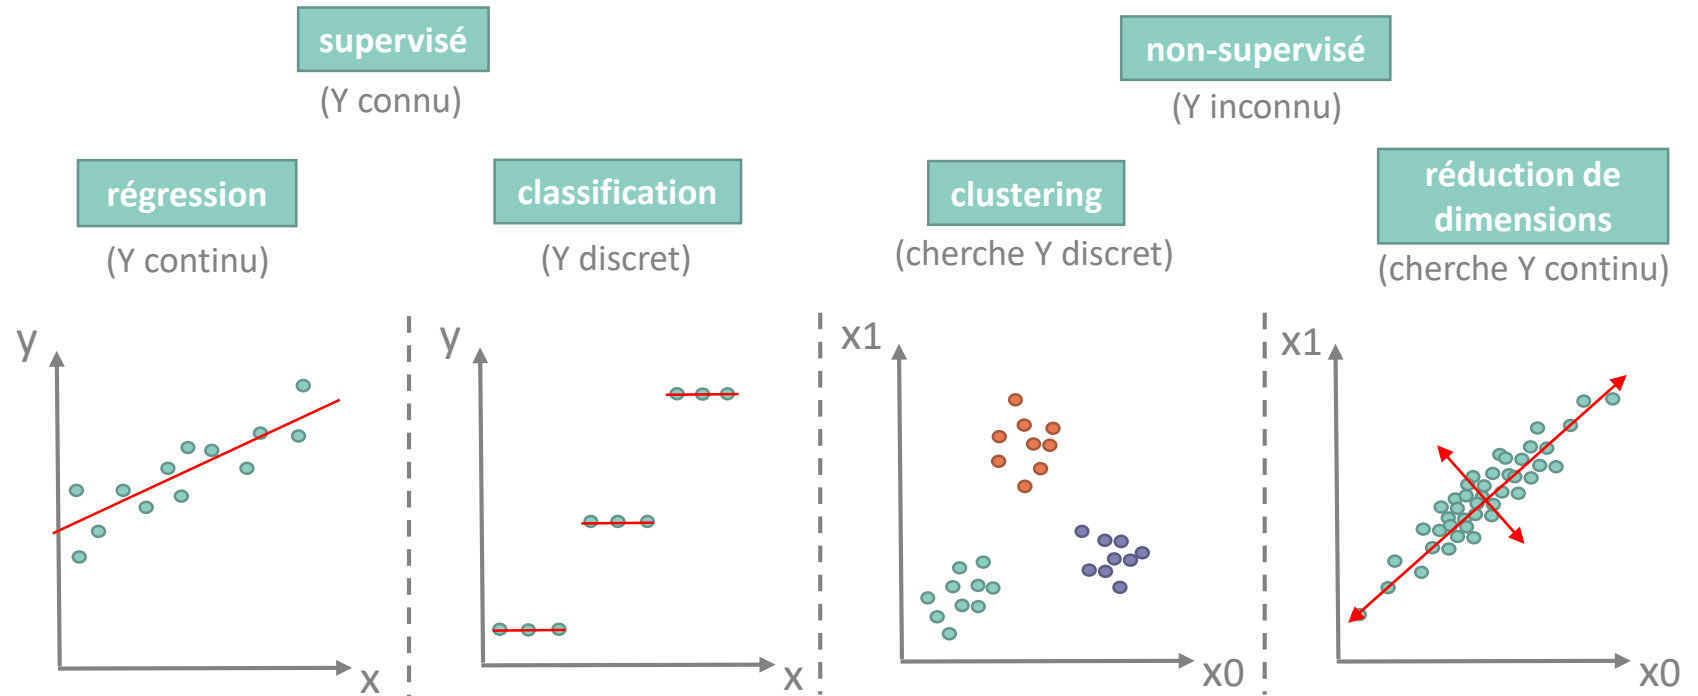 supervisé
(Y connu)
non-supervisé
(Y inconnu)
régression
(Y continu)
classification
(Y discret)
clustering
(cherche Y discret)
réduction de
dimensions
(cherche Y continu)
y
x
y
x
x1
x0
x1
x0